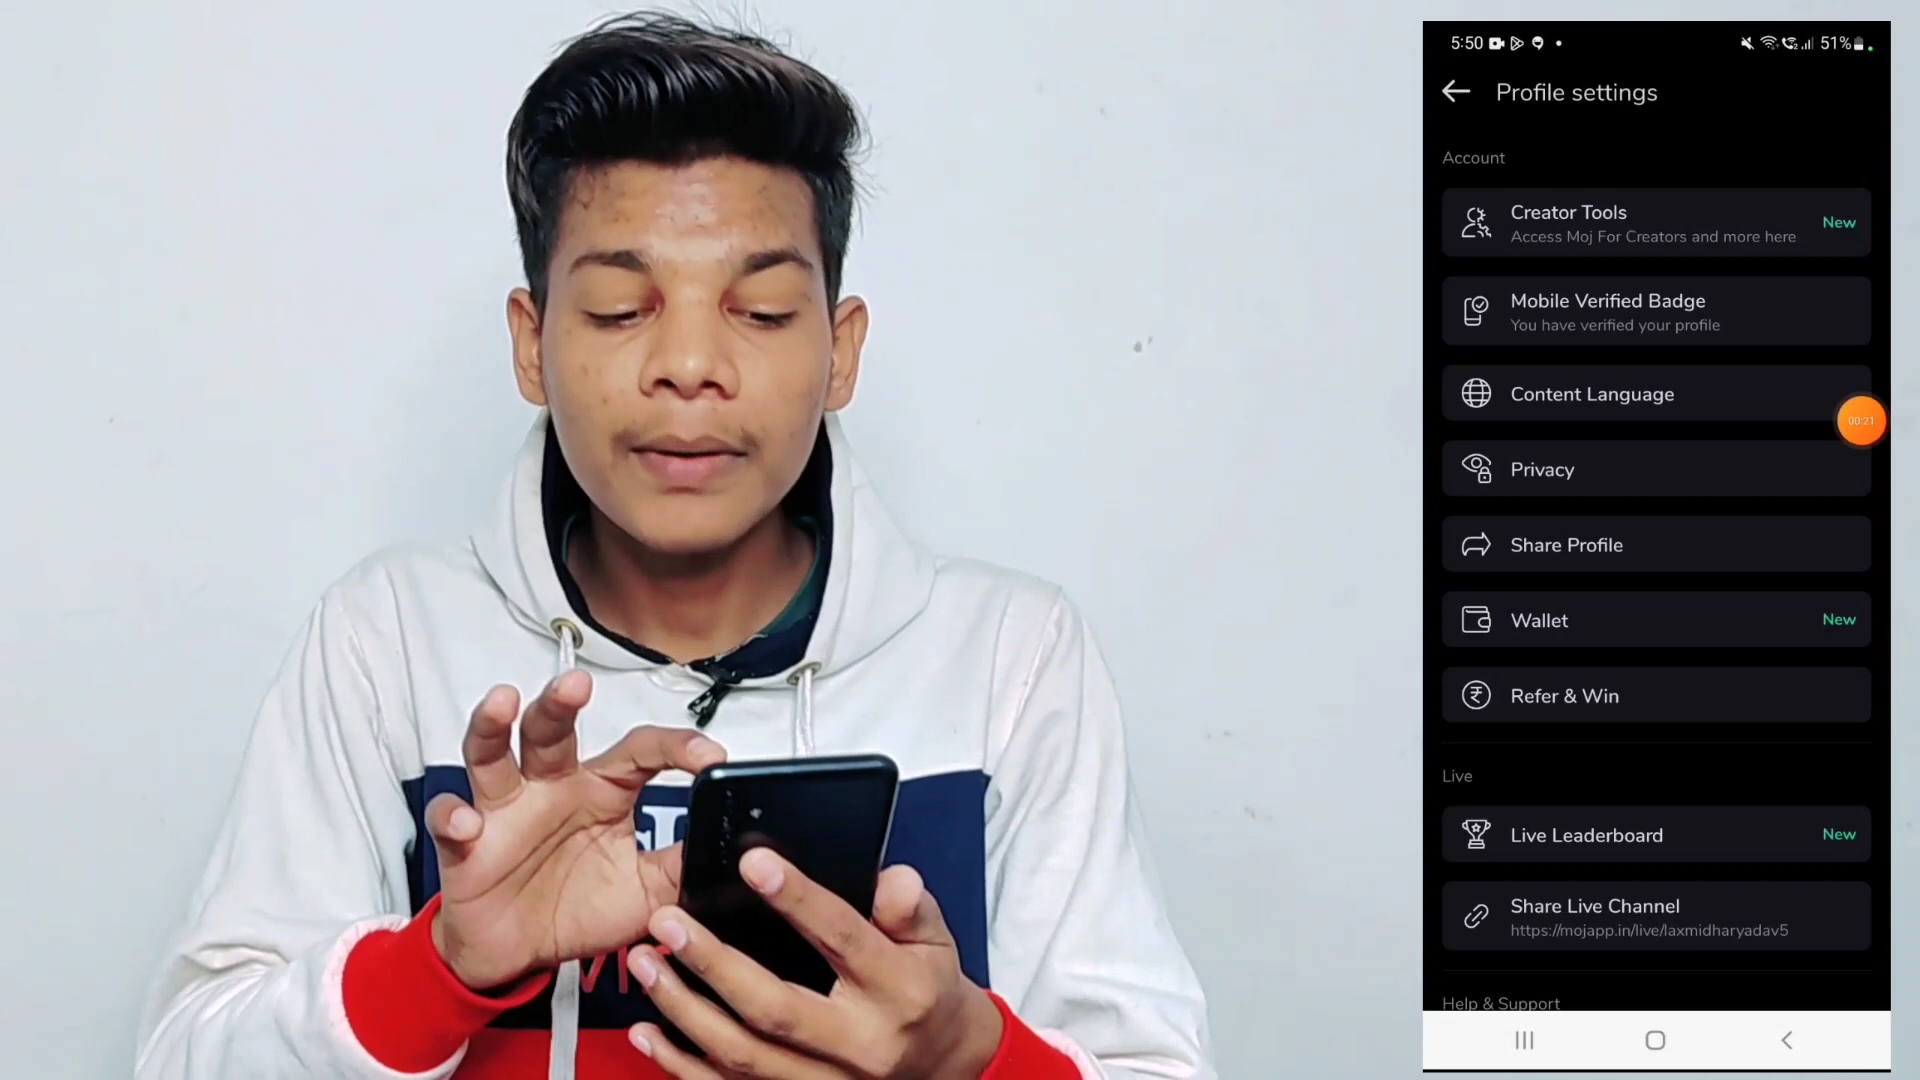 5:50
51%
Profile settings
Account
Creator Tools
Access Moj For Creators and more here
New
Mobile Verified Badge
You have verified your profile
Content Language
00:21
Privacy
Share Profile
Wallet
New
Refer & Win
Live
Live Leaderboard
New
Share Live Channel
https://mojapp.in/live/laxmidharyadav5
Help & Support